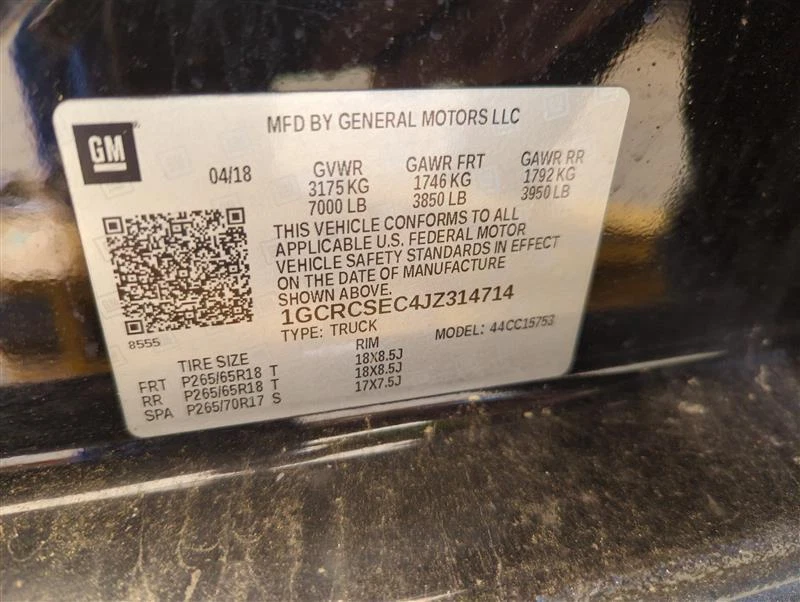 GM
MFD BY GENERAL MOTORS LLC
04/18
GVWR
3175 KG
7000 LB
GAWR FRT
1746 KG
3850 LB
GAWR RR
1792 KG
3950 LB
THIS VEHICLE CONFORMS TO ALL
APPLICABLE U.S. FEDERAL MOTOR
VEHICLE SAFETY STANDARDS IN EFFECT
ON THE DATE OF MANUFACTURE
SHOWN ABOVE.
1GCRCSEC4JZ314714
8555
TYPE: TRUCK
MODEL: 44CC15753
TIRE SIZE RIM
FRT P265/65R18 T 18X8.5J
RR P265/65R18 T 18X8.5J
SPA P265/70R17 S 17X7.5J